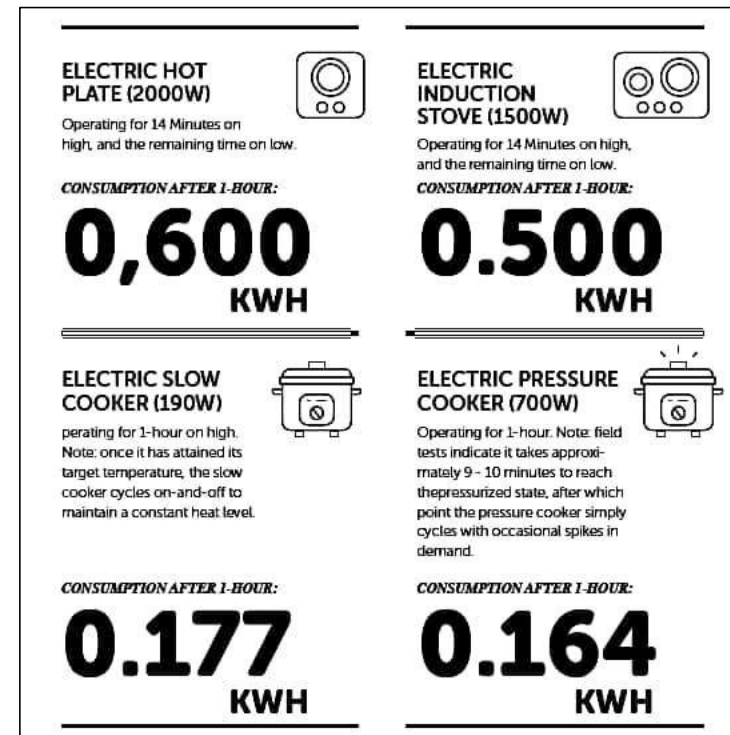 ELECTRIC HOT
PLATE (2000W)
Operating for 14 Minutes on
high, and the remaining time on low.
CONSUMPTION AFTER 1-HOUR:
0,600
KWH
ELECTRIC
INDUCTION
STOVE (1500W)
Operating for 14 Minutes on high,
and the remaining time on low.
CONSUMPTION AFTER 1-HOUR:
0.500
KWH
ELECTRIC SLOW
COOKER (190W)
perating for 1-hour on high.
Note: once it has attained its
target temperature, the slow
cooker cycles on-and-off to
maintain a constant heat level.
CONSUMPTION AFTER 1-HOUR:
0.177
KWH
ELECTRIC PRESSURE
COOKER (700W)
Operating for 1-hour. Note: field
tests indicate it takes approxi-
mately 9 - 10 minutes to reach
thepressurized state, after which
point the pressure cooker simply
cycles with occasional spikes in
demand.
CONSUMPTION AFTER 1-HOUR:
0.164
KWH